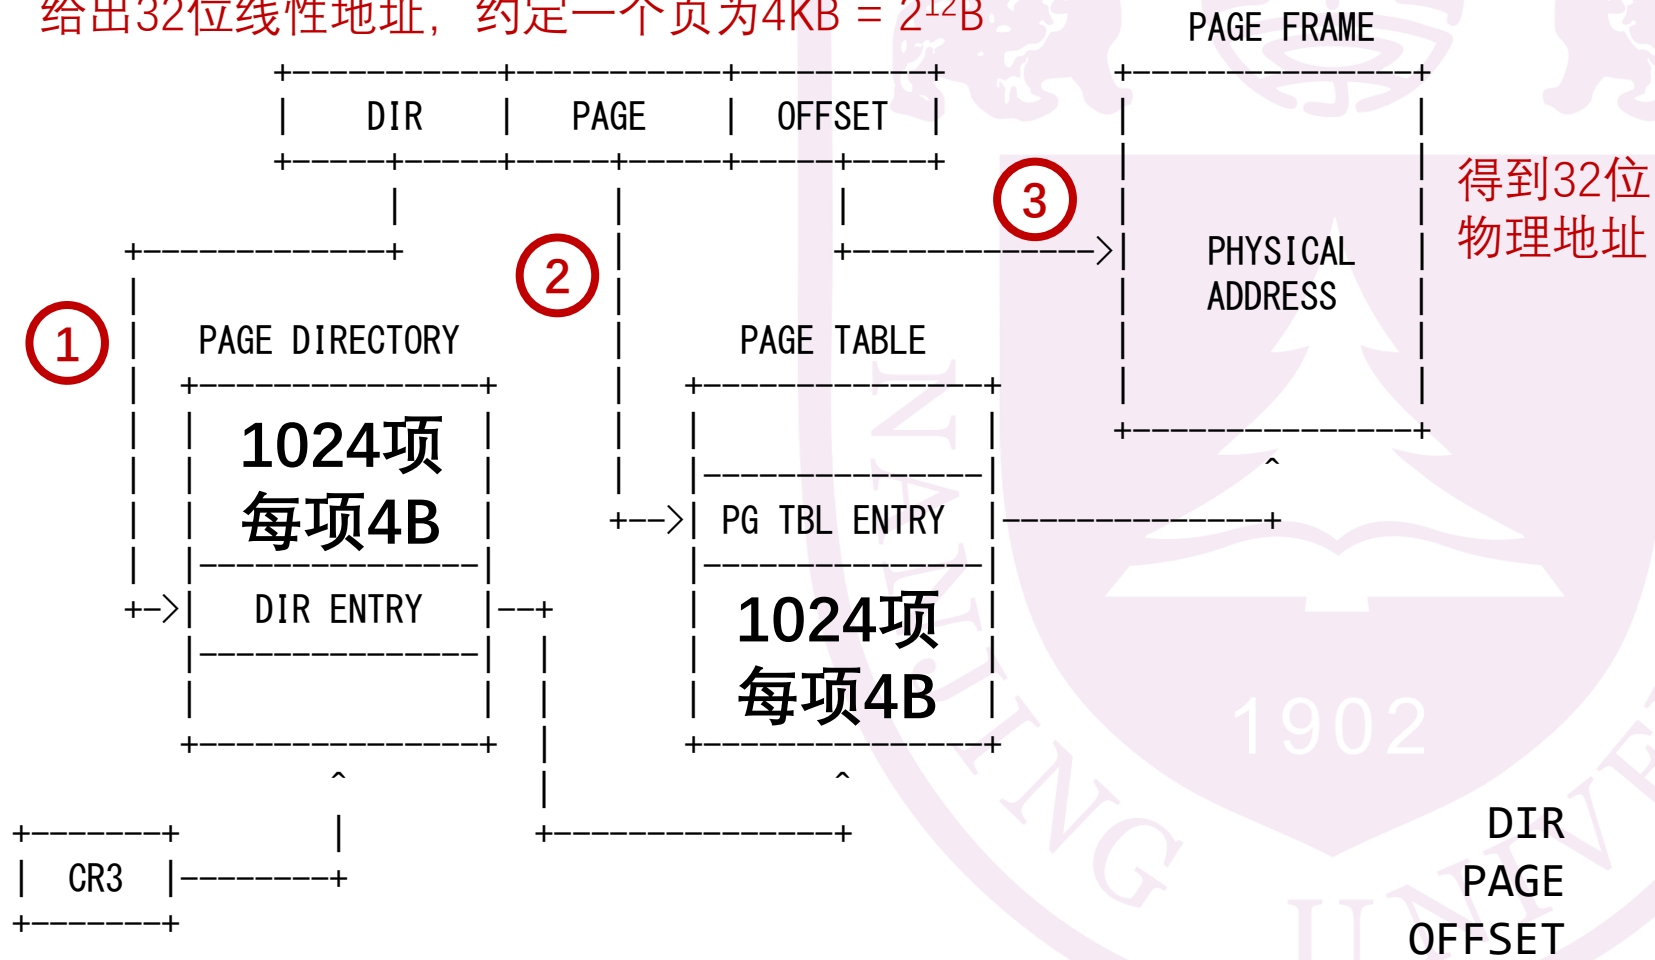 给出32位线性地址，约定一个页为4KB = 2¹²B
PAGE FRAME
DIR PAGE OFFSET
③
得到32位
物理地址
PHYSICAL
ADDRESS
②
①
PAGE DIRECTORY PAGE TABLE
1024项
每项4B
PG TBL ENTRY
DIR ENTRY
1024项
每项4B
CR3
DIR
PAGE
OFFSET
NANJING UNIVE
1902